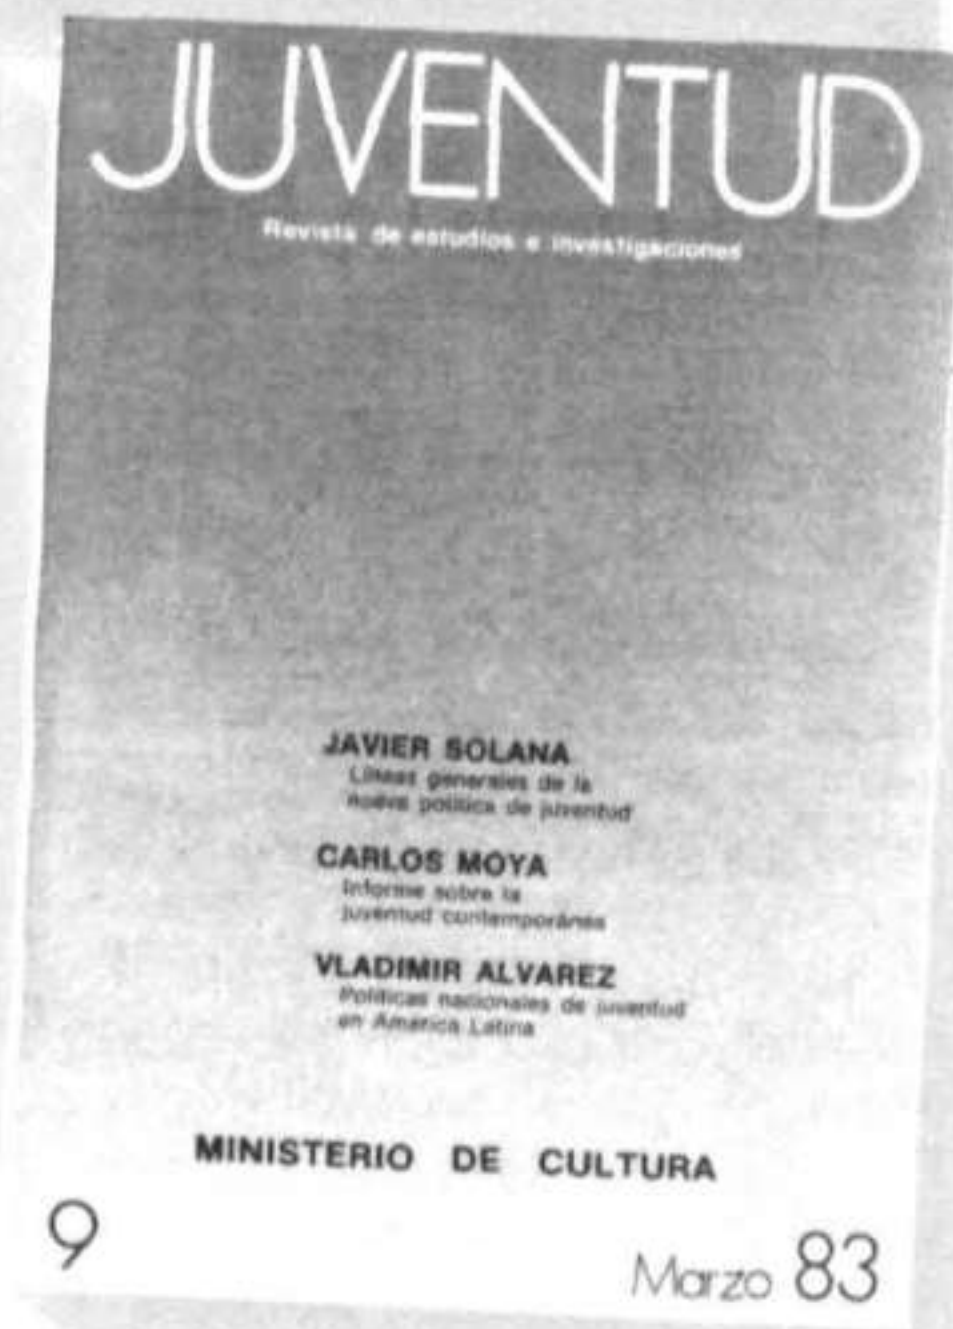 JUVENTUD
Revista de estudios e investigaciones
JAVIER SOLANA
Líneas generales de la
nueva política de juventud
CARLOS MOYA
Informe sobre la
juventud contemporánea
VLADIMIR ALVAREZ
Políticas nacionales de juventud
en América Latina
MINISTERIO DE CULTURA
9
Marzo 83